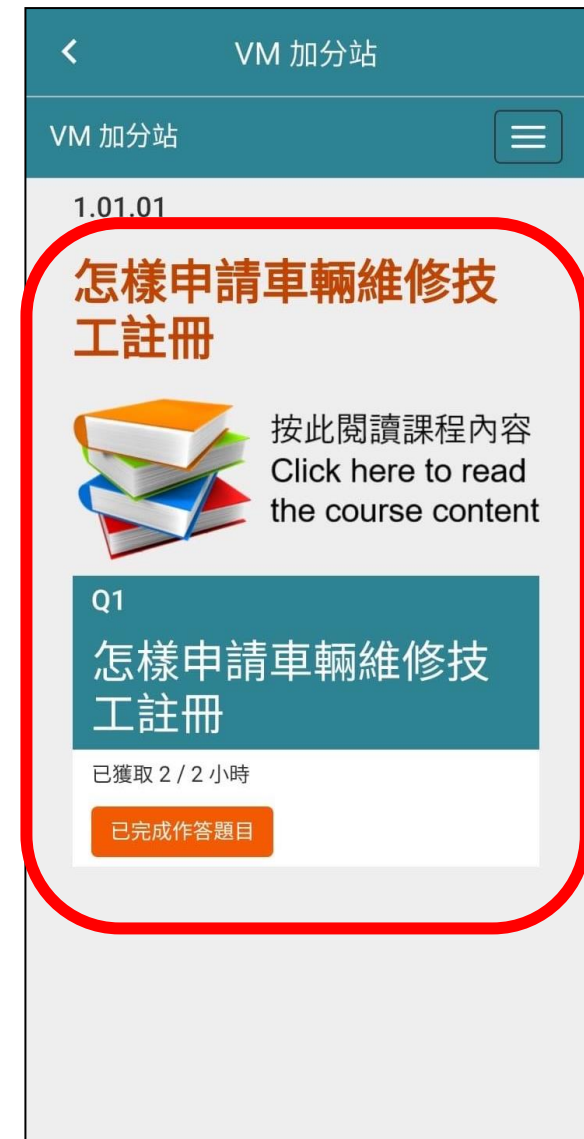 VM 加分站
VM 加分站
1.01.01
怎樣申請車輛維修技
工註冊
按此閱讀課程內容
Click here to read
the course content
Q1
怎樣申請車輛維修技
工註冊
已獲取 2 / 2 小時
已完成作答題目